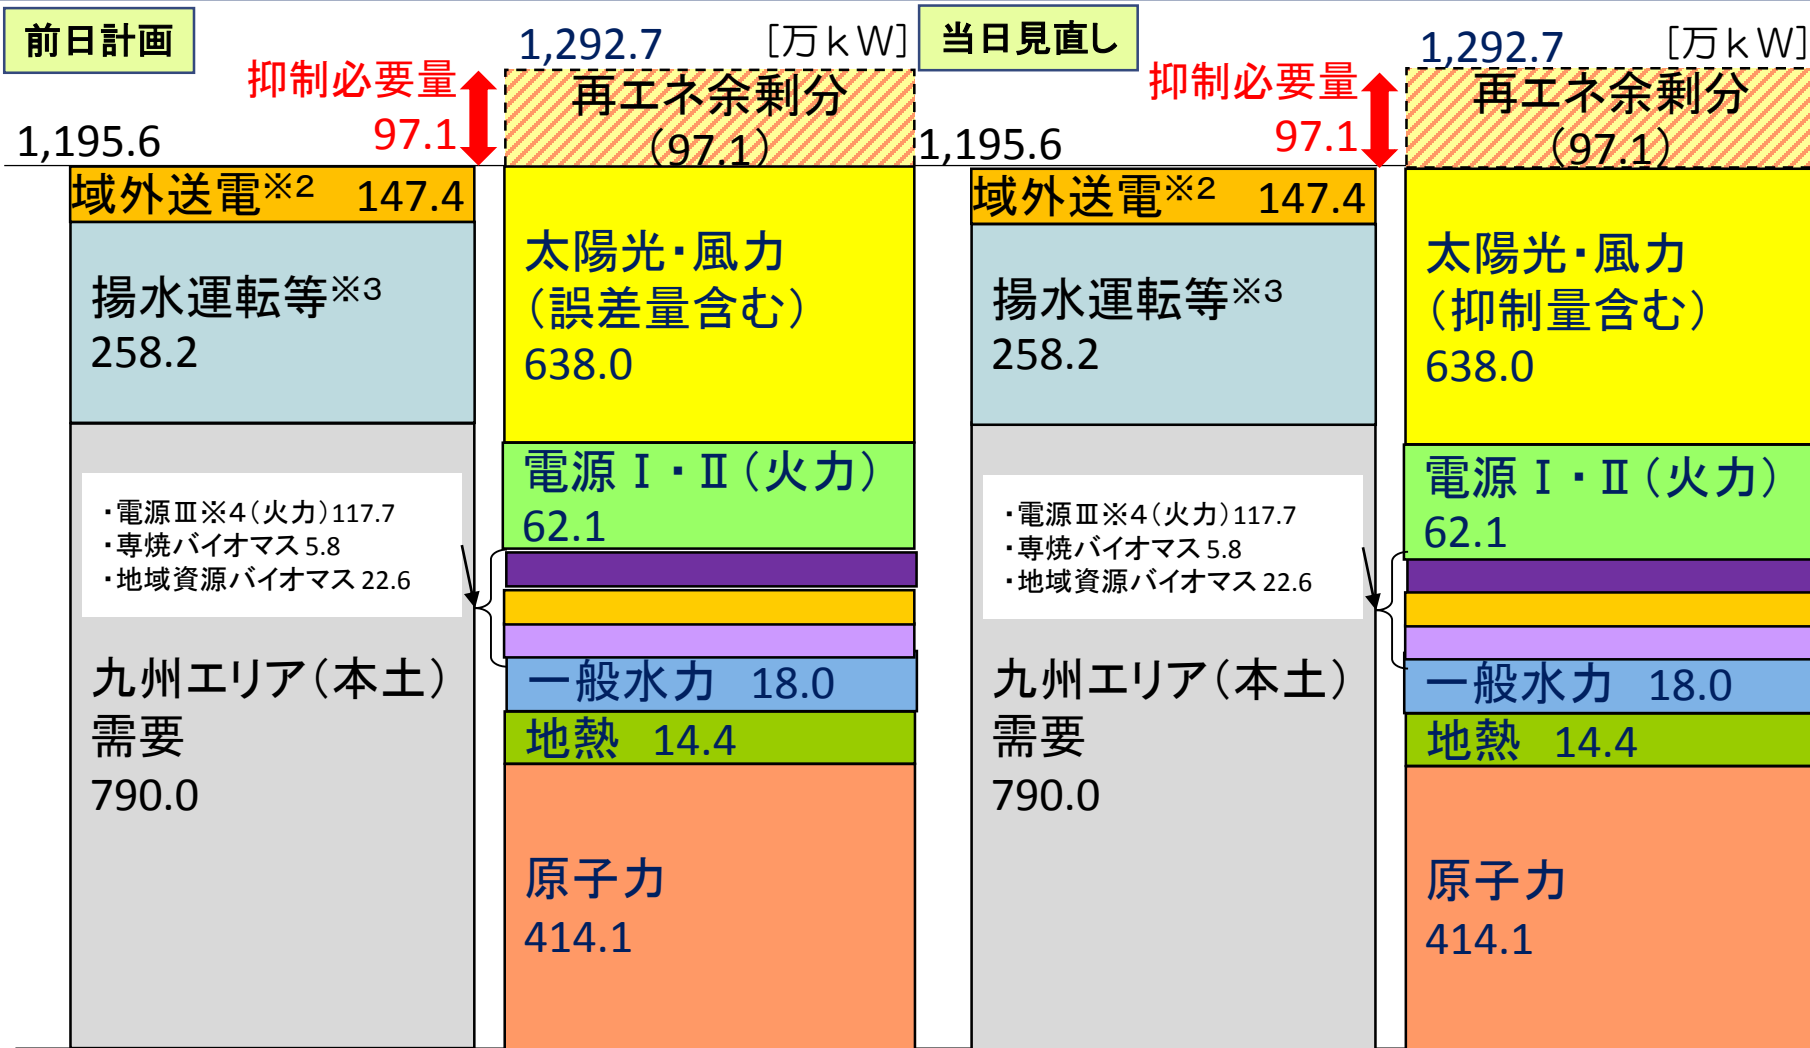 前日計画
1,292.7
[万kW]
抑制必要量
97.1
再エネ余剰分
(97.1)
1,195.6
域外送電※2 147.4
揚水運転等※3
258.2
太陽光・風力
(誤差量含む)
638.0
電源Ⅰ・Ⅱ(火力)
62.1
・電源Ⅲ※4(火力)117.7
・専焼バイオマス 5.8
・地域資源バイオマス 22.6
九州エリア(本土)
需要
790.0
一般水力 18.0
地熱 14.4
原子力
414.1
当日見直し
1,292.7
[万kW]
抑制必要量
97.1
再エネ余剰分
(97.1)
1,195.6
域外送電※2 147.4
揚水運転等※3
258.2
太陽光・風力
(抑制量含む)
638.0
電源Ⅰ・Ⅱ(火力)
62.1
・電源Ⅲ※4(火力)117.7
・専焼バイオマス 5.8
・地域資源バイオマス 22.6
九州エリア(本土)
需要
790.0
一般水力 18.0
地熱 14.4
原子力
414.1